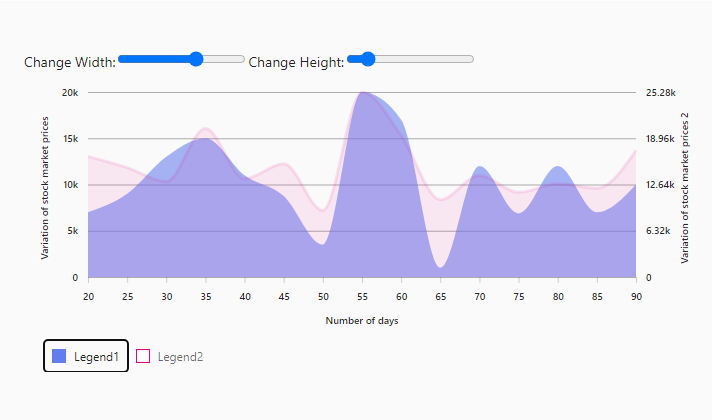 Change Width: Change Height:
Variation of stock market prices
20k
15k
10k
5k
0
25.28k
18.96k
12.64k
6.32k
0
Variation of stock market prices 2
20 25 30 35 40 45 50 55 60 65 70 75 80 85 90
Number of days
Legend1 Legend2